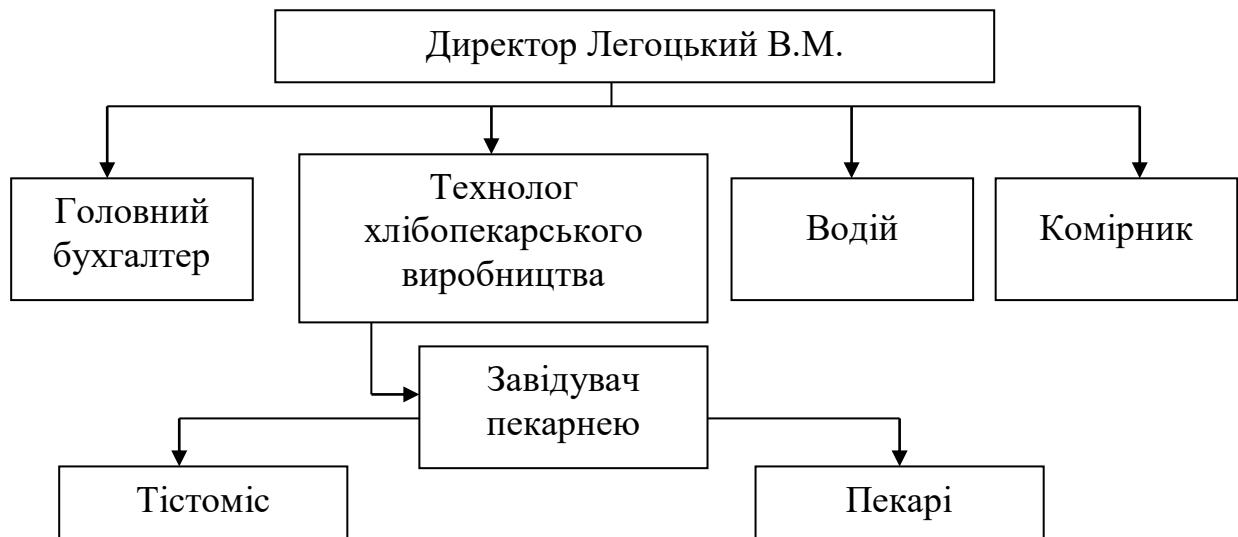 Директор Легоцький В.М.
Головний
бухгалтер
Технолог
хлібопекарського
виробництва
Водій
Комірник
Завідувач
пекарнею
Тістоміс
Пекарі